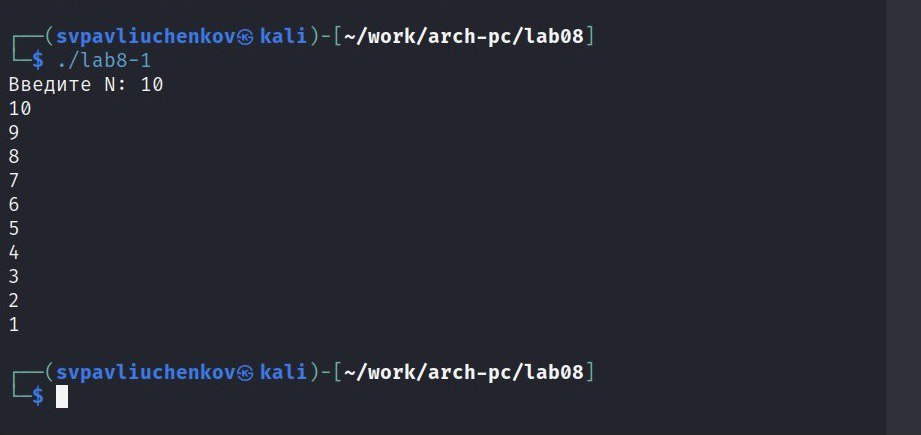 ┌──(svpavliuchenkov㉿kali)-[~/work/arch-pc/lab08]
└─$ ./lab8-1
Введите N: 10
10
9
8
7
6
5
4
3
2
1
┌──(svpavliuchenkov㉿kali)-[~/work/arch-pc/lab08]
└─$